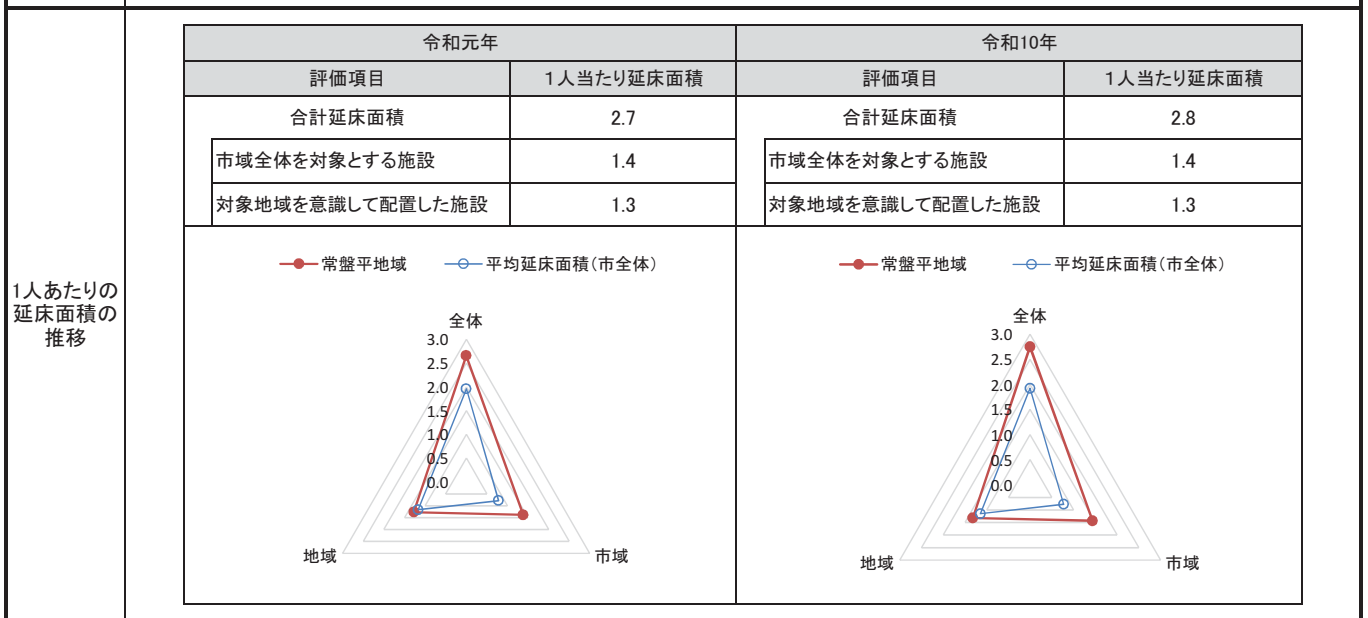 1人あたりの
延床面積の
推移
令和元年
令和10年
評価項目
1人当たり延床面積
評価項目
1人当たり延床面積
合計延床面積
2.7
合計延床面積
2.8
市域全体を対象とする施設
1.4
市域全体を対象とする施設
1.4
対象地域を意識して配置した施設
1.3
対象地域を意識して配置した施設
1.3
常盤平地域
平均延床面積(市全体)
全体
3.0
2.5
2.0
1.5
1.0
0.5
0.0
地域
市域
常盤平地域
平均延床面積(市全体)
全体
3.0
2.5
2.0
1.5
1.0
0.5
0.0
地域
市域